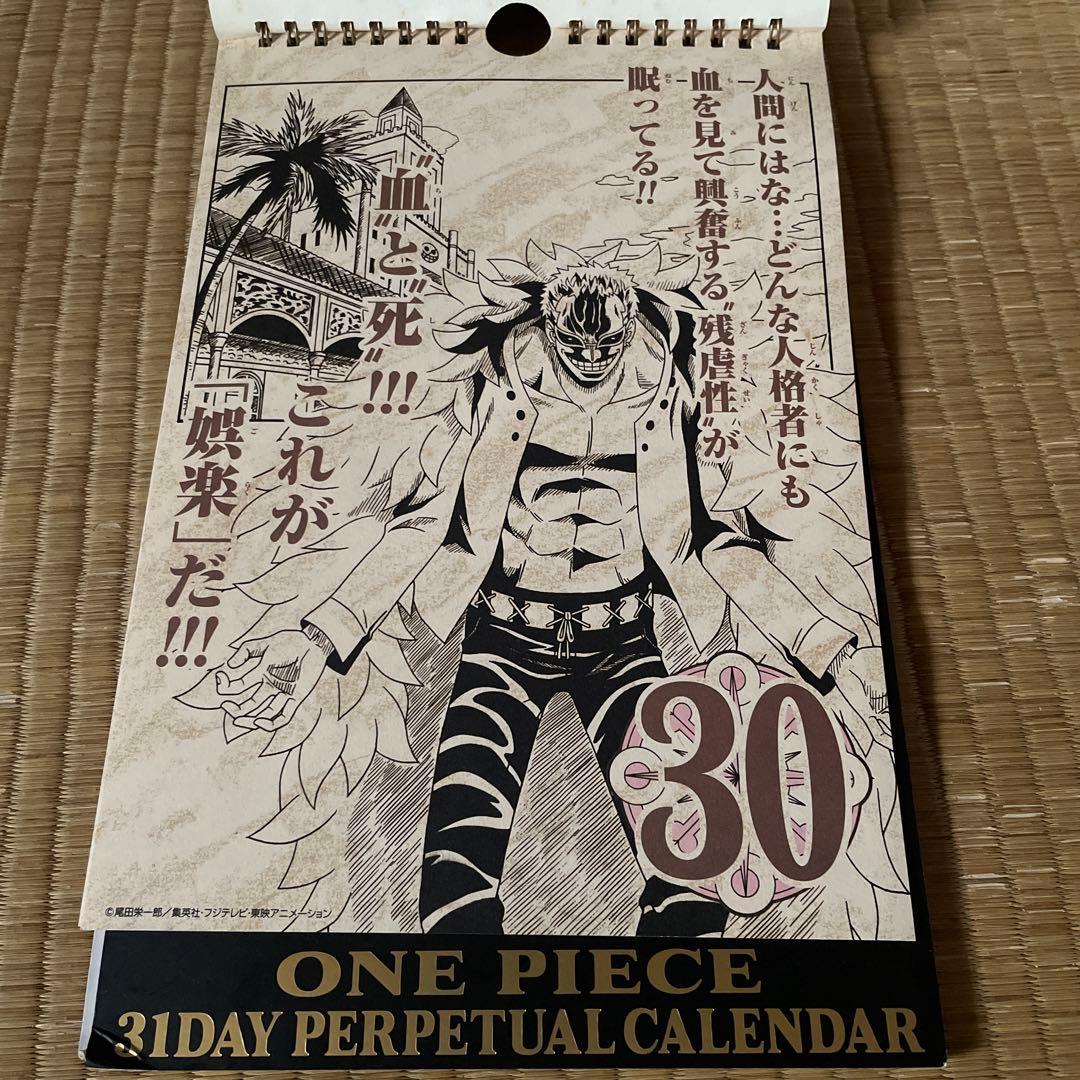 人間にはな…どんな人格者にも
血を見て興奮する"残虐性"が
眠ってる!!
"血"と"死"!!!
これが
「娯楽」だ!!!
30
©尾田栄一郎／集英社・フジテレビ・東映アニメーション
ONE PIECE
31DAY PERPETUAL CALENDAR